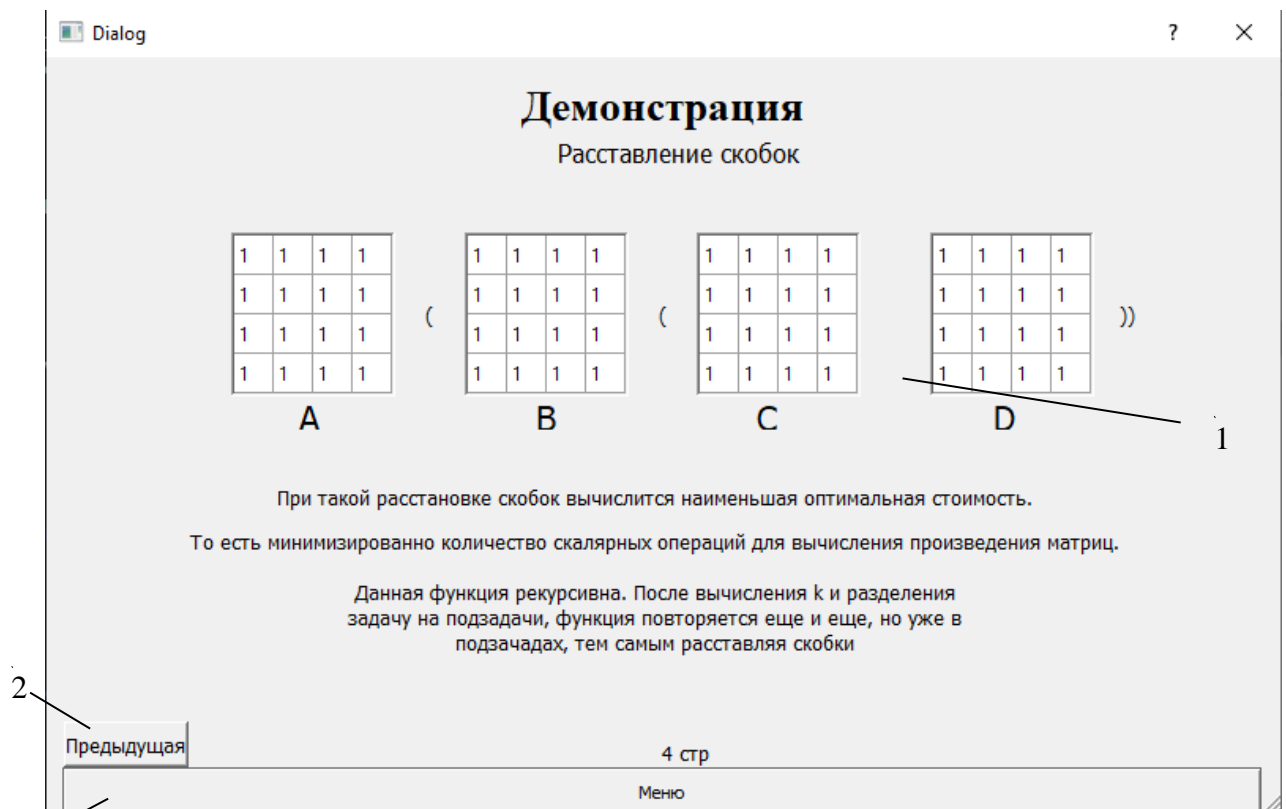 Dialog ?
Демонстрация
Расставление скобок
1 1 1 1 1 1 1 1 1 1 1 1 1 1 1 1
1 1 1 1 1 1 1 1 1 1 1 1 1 1 1 1
( ( ))
1 1 1 1 1 1 1 1 1 1 1 1 1 1 1 1
1 1 1 1 1 1 1 1 1 1 1 1 1 1 1 1
A B C D
1
При такой расстановке скобок вычислится наименьшая оптимальная стоимость.
То есть минимизированно количество скалярных операций для вычисления произведения матриц.
Данная функция рекурсивна. После вычисления k и разделения
задачу на подзадачи, функция повторяется еще и еще, но уже в
подзачадах, тем самым расставляя скобки
2
Предыдущая
4 стр
Меню